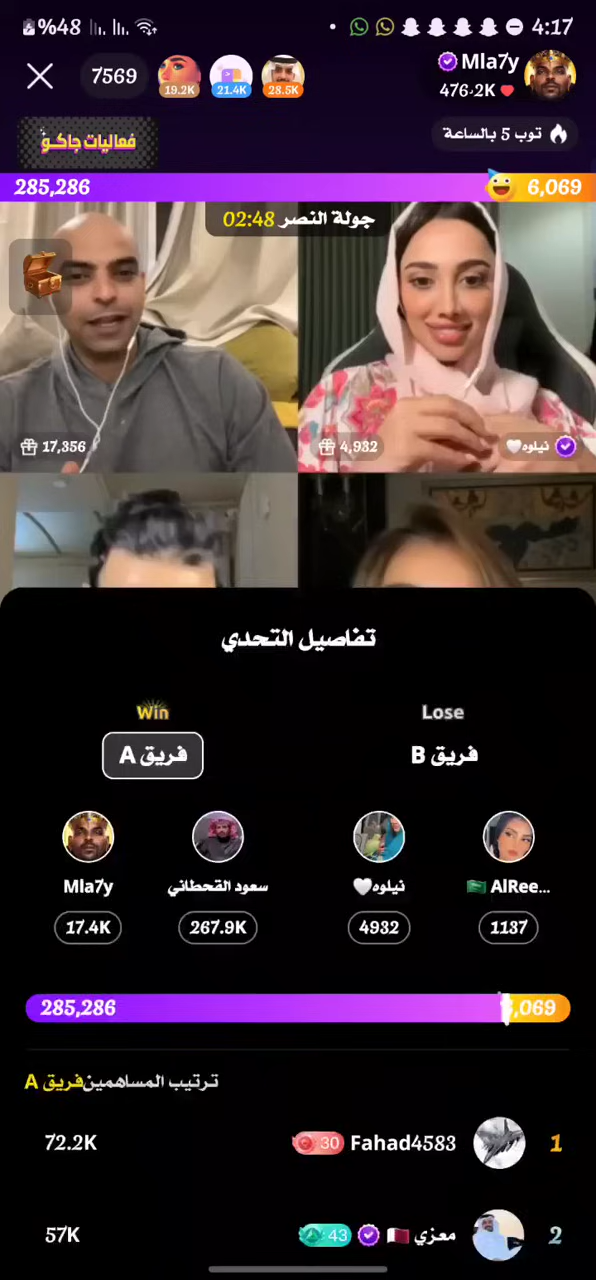 %48 4:17
7569 19.2K 21.4K 28.5K Mla7y
476.2K
فعاليات جاكو توب 5 بالساعة
285,286 6,069
جولة النصر 02:48
17,356 4,932 نيلوه
تفاصيل التحدي
Win Lose
فريق A فريق B
Mla7y سعود القحطاني نيلوه AlRee...
17.4K 267.9K 4932 1137
285,286 6,069
ترتيب المساهمين فريق A
1 Fahad4583 30 72.2K
2 معزي 43 57K